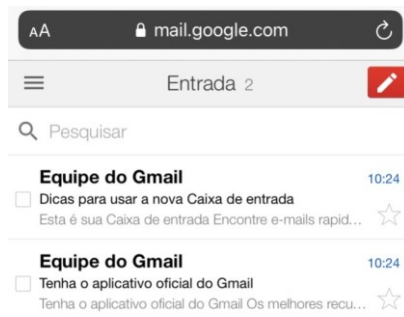 AA mail.google.com
Entrada 2
Pesquisar
Equipe do Gmail 10:24
Dicas para usar a nova Caixa de entrada
Esta é sua Caixa de entrada Encontre e-mails rapid...
Equipe do Gmail 10:24
Tenha o aplicativo oficial do Gmail
Tenha o aplicativo oficial do Gmail Os melhores recu...